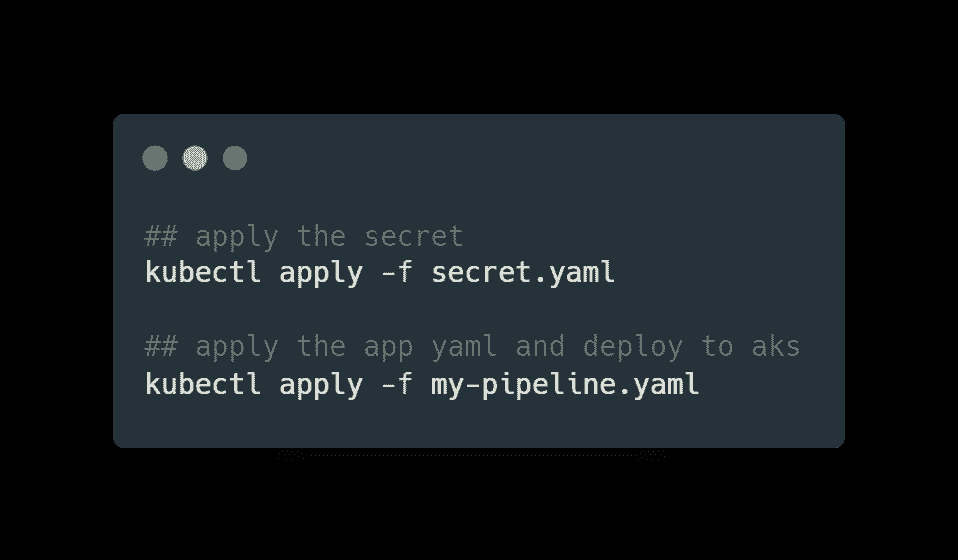 ## apply the secret
kubectl apply -f secret.yaml
## apply the app yaml and deploy to aks
kubectl apply -f my-pipeline.yaml